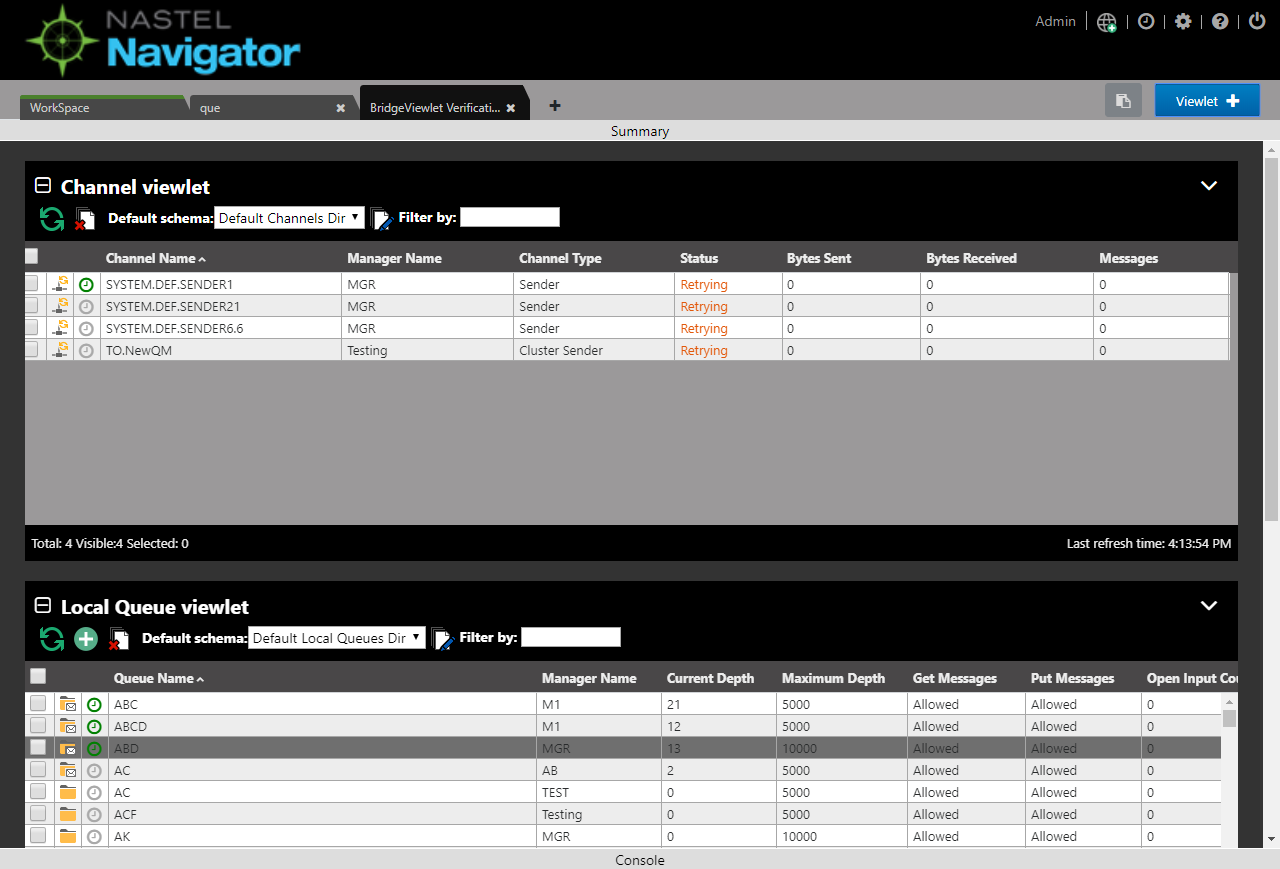 NASTEL
Navigator
Admin
WorkSpace que BridgeViewlet Verificati... Viewlet
Summary
Channel viewlet
Default schema: Default Channels Dir Filter by:
Channel Name Manager Name Channel Type Status Bytes Sent Bytes Received Messages
SYSTEM.DEF.SENDER1 MGR Sender Retrying 0 0 0
SYSTEM.DEF.SENDER21 MGR Sender Retrying 0 0 0
SYSTEM.DEF.SENDER6.6 MGR Sender Retrying 0 0 0
TO.NewQM Testing Cluster Sender Retrying 0 0 0
Total: 4 Visible:4 Selected: 0 Last refresh time: 4:13:54 PM
Local Queue viewlet
Default schema: Default Local Queues Dir Filter by:
Queue Name Manager Name Current Depth Maximum Depth Get Messages Put Messages Open Input Cou
ABC M1 21 5000 Allowed Allowed 0
ABCD M1 12 5000 Allowed Allowed 0
ABD MGR 13 10000 Allowed Allowed 0
AC AB 2 5000 Allowed Allowed 0
AC TEST 0 5000 Allowed Allowed 0
ACF Testing 0 5000 Allowed Allowed 0
AK MGR 0 10000 Allowed Allowed 0
Console